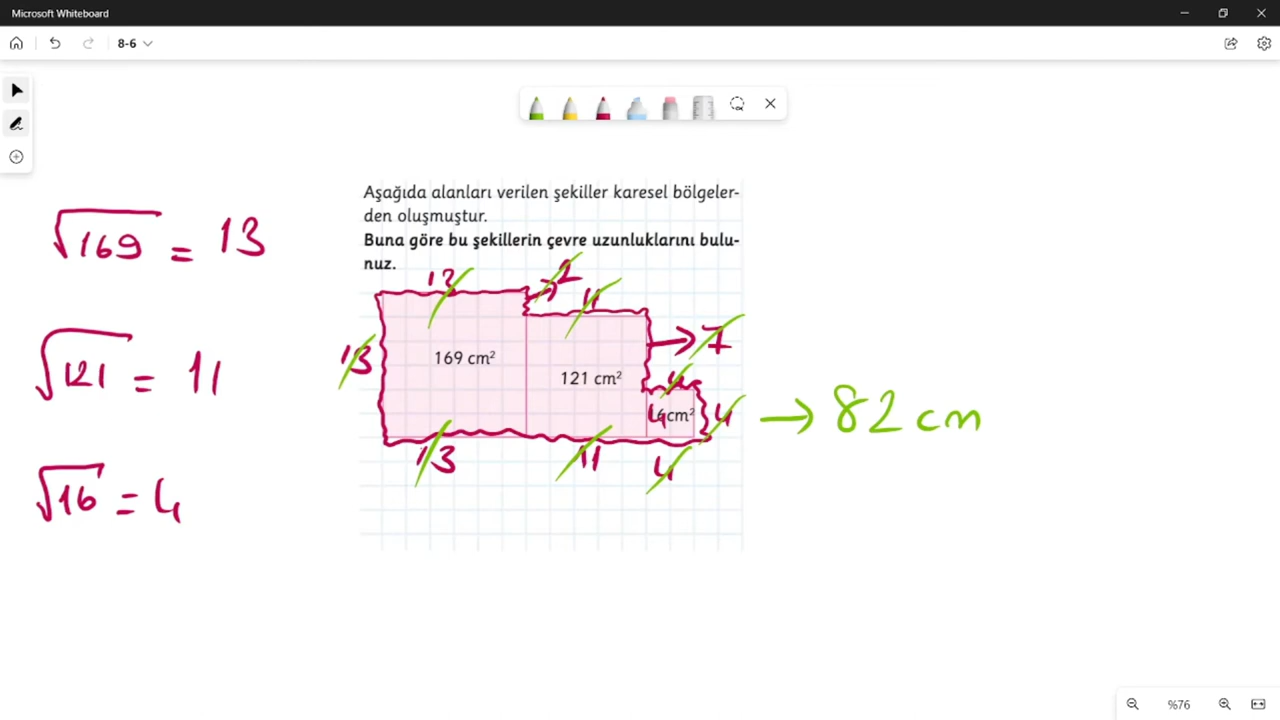 Microsoft Whiteboard
8-6
Aşağıda alanları verilen şekiller karesel bölgeler-
den oluşmuştur.
Buna göre bu şekillerin çevre uzunluklarını bulu-
nuz.
√169 = 13
√121 = 11
√16 = 4
13
2
11
13
169 cm²
7
121 cm²
4
cm²
4
13
11
4
→ 82 cm
%76